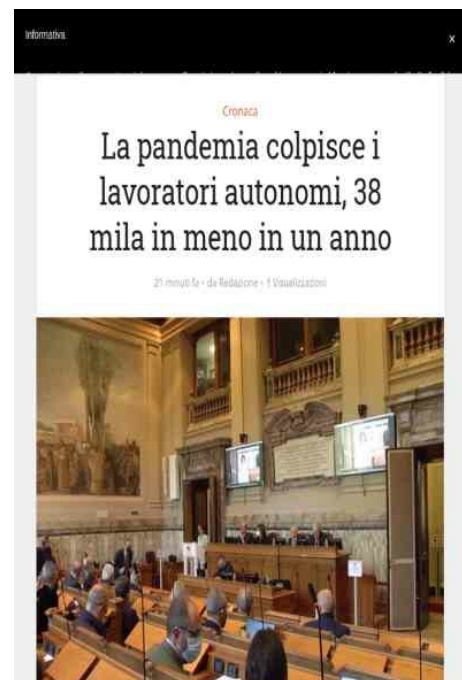 Informativa
x
Cronaca
La pandemia colpisce i
lavoratori autonomi, 38
mila in meno in un anno
21 minuti fa • da Redazione • 1 Visualizzazioni